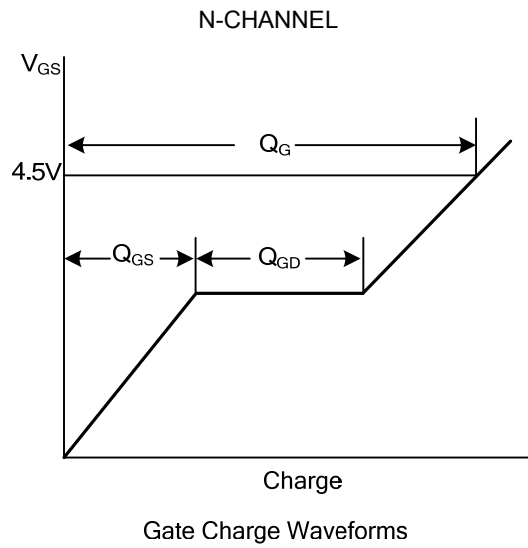 N-CHANNEL
VGS
QG
4.5V
QGS
QGD
Charge
Gate Charge Waveforms